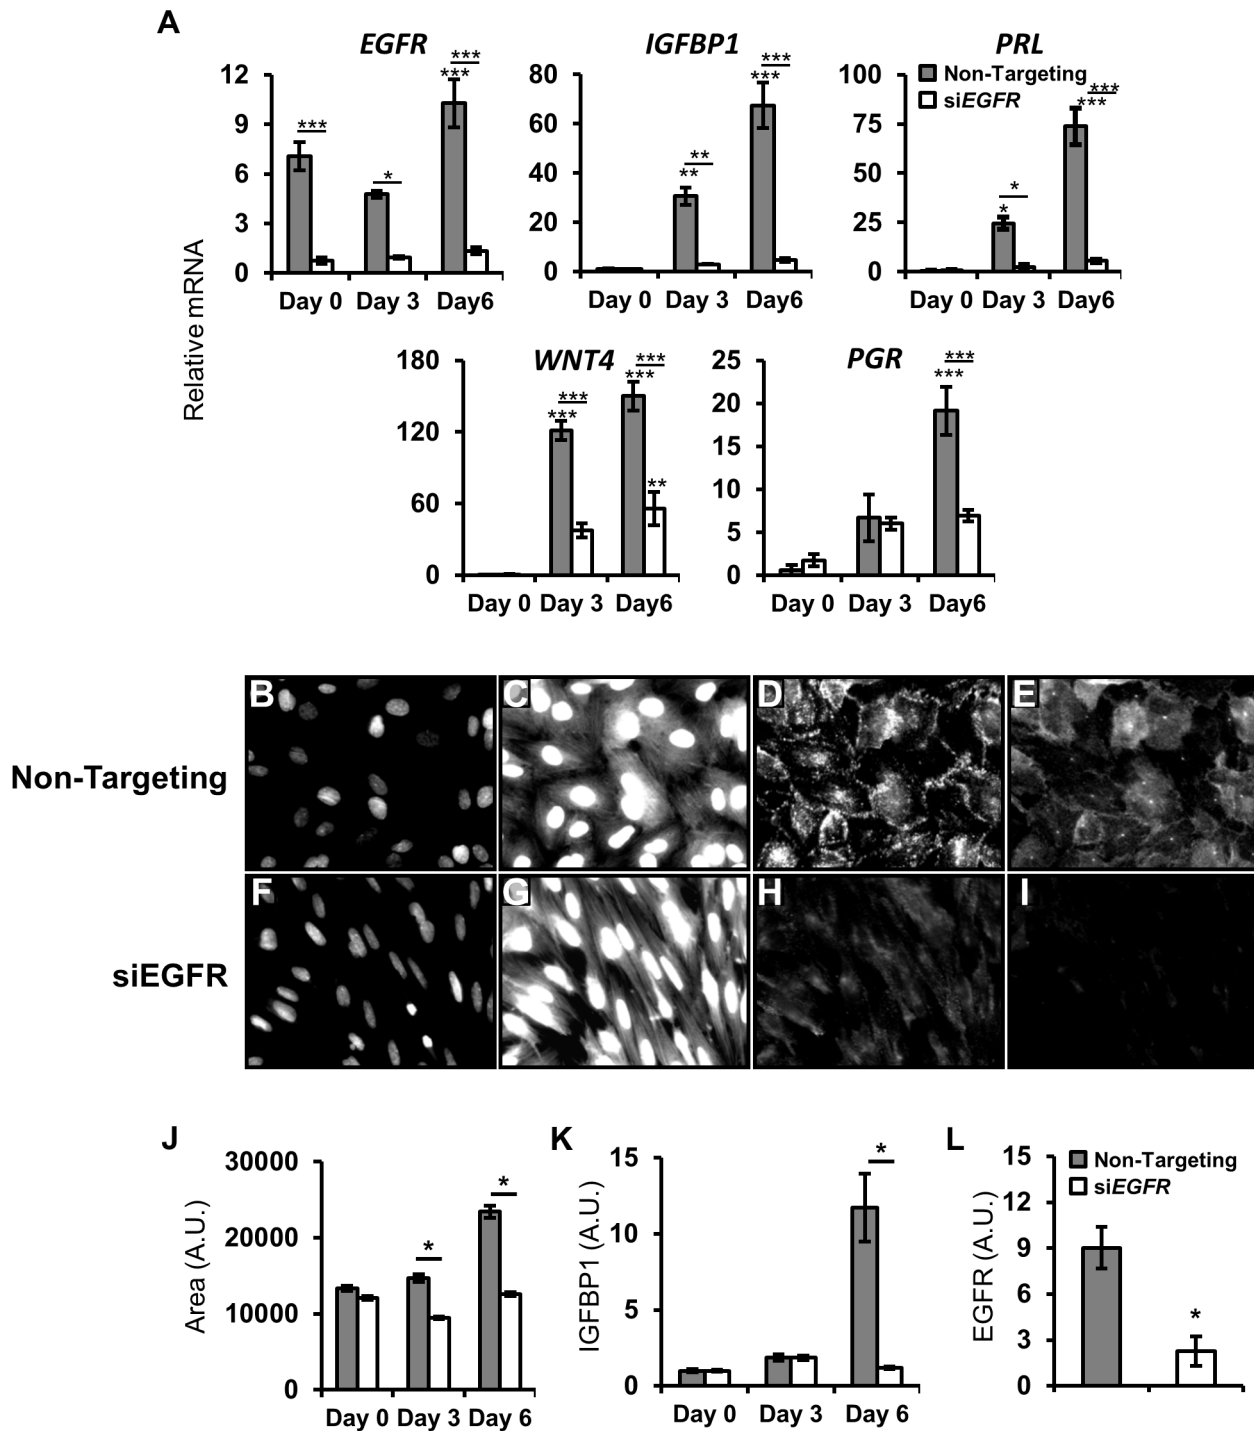 A
EGFR
IGFBP1
PRL
Non-Targeting
siEGFR
Relative mRNA
12
9
6
3
0
***
*
***
***
Day 0 Day 3 Day6
80
60
40
20
0
**
**
***
***
Day 0 Day 3 Day6
100
75
50
25
0
*
*
***
***
Day 0 Day 3 Day6
WNT4
180
120
60
0
***
***
***
***
**
Day 0 Day 3 Day6
PGR
25
20
15
10
5
0
***
***
Day 0 Day 3 Day6
Non-Targeting
B C D E
siEGFR
F G H I
J
Area (A.U.)
30000
20000
10000
0
*
*
Day 0 Day 3 Day 6
K
IGFBP1 (A.U.)
15
10
5
0
*
Day 0 Day 3 Day 6
L
EGFR (A.U.)
15
12
9
6
3
0
Non-Targeting
siEGFR
*